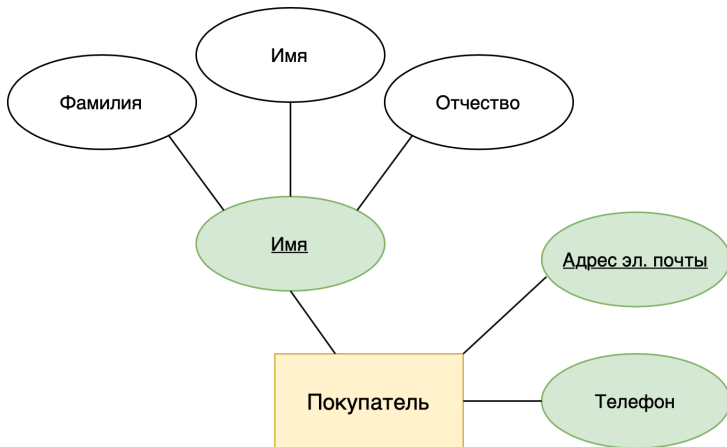 Имя
Фамилия
Отчество
Имя
Адрес эл. почты
Покупатель
Телефон